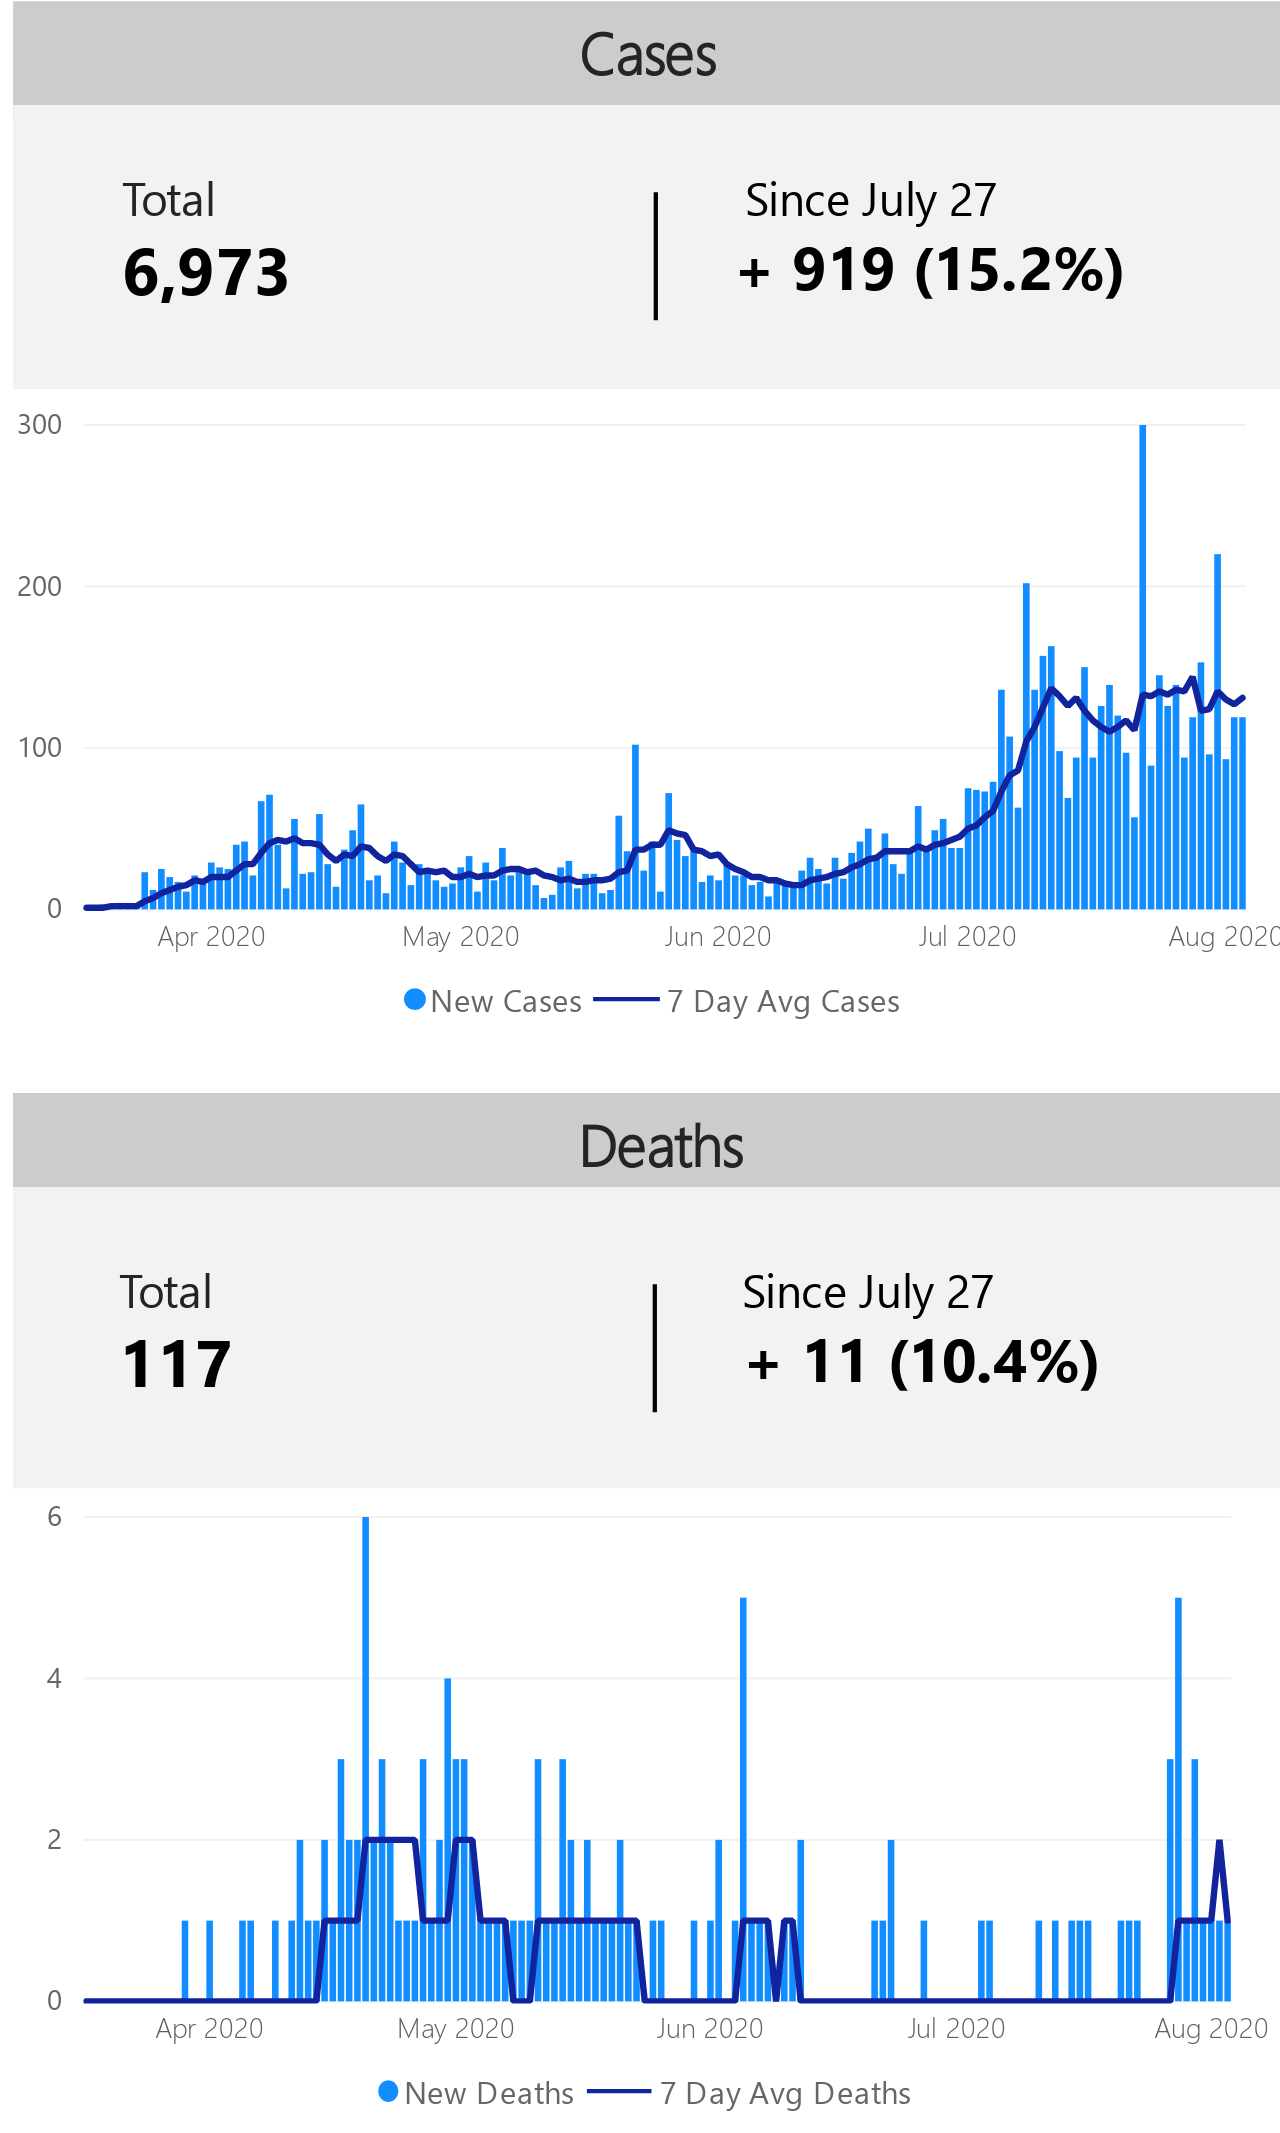 Cases
Total
6,973
Since July 27
+ 919 (15.2%)
300
200
100
0
Apr 2020
May 2020
Jun 2020
Jul 2020
Aug 2020
New Cases
7 Day Avg Cases
Deaths
Total
117
Since July 27
+ 11 (10.4%)
6
4
2
0
Apr 2020
May 2020
Jun 2020
Jul 2020
Aug 2020
New Deaths
7 Day Avg Deaths